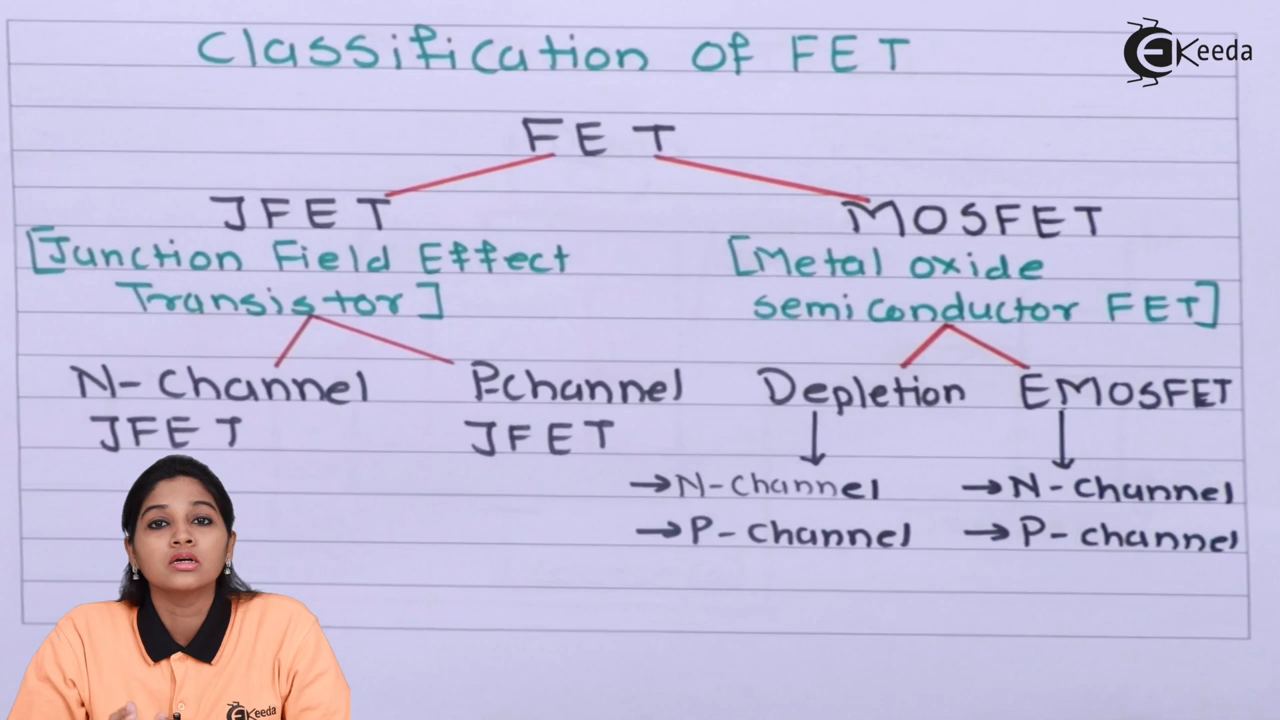 Classification of FET
EKeeda
FET
JFET
MOSFET
[Junction Field Effect
Transistor]
[Metal oxide
semiconductor FET]
N-Channel
JFET
P-Channel
JFET
Depletion
EMOSFET
→N-Channel
→P-Channel
→N-Channel
→P-channel
EKeeda